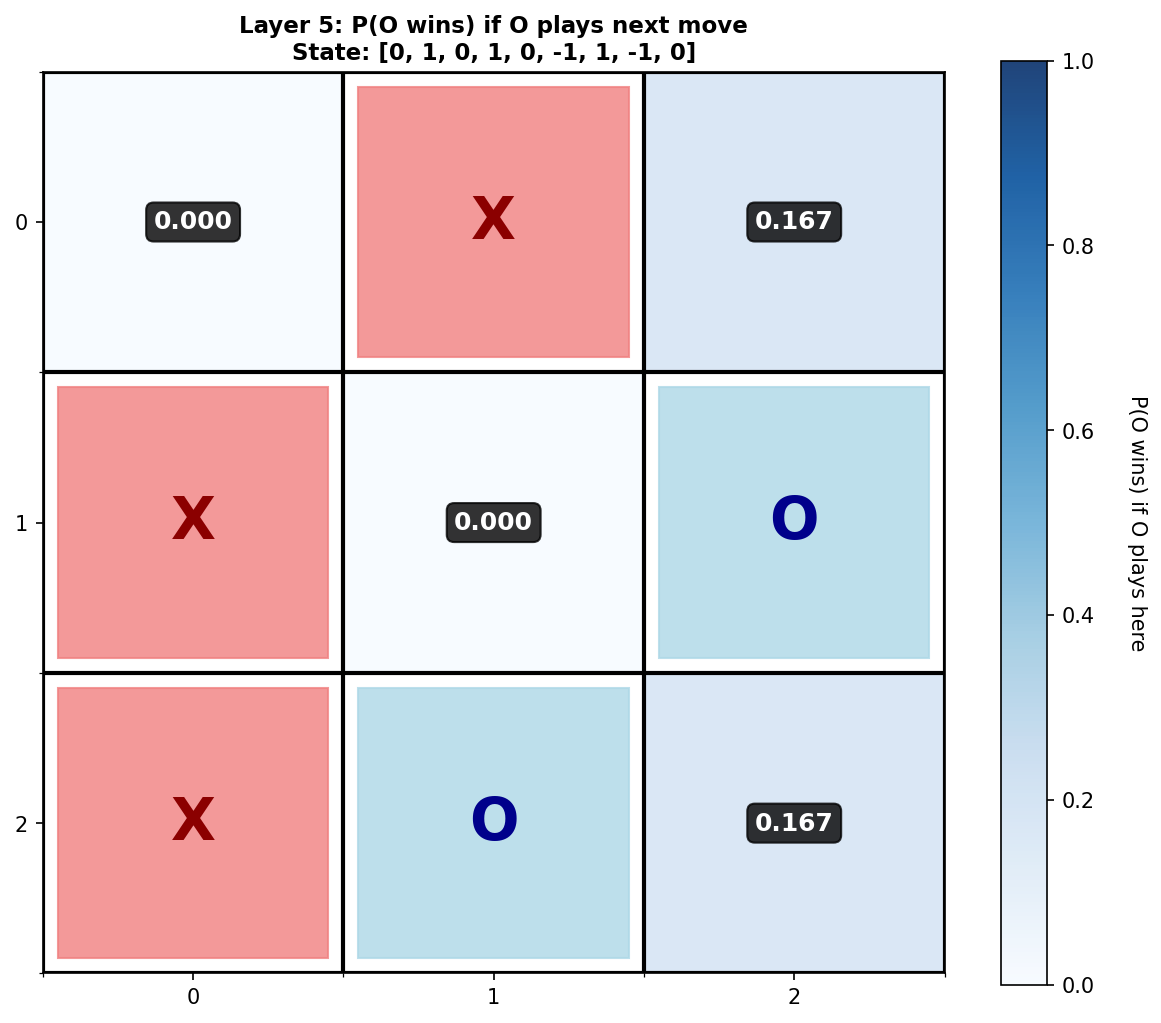 Layer 5: P(O wins) if O plays next move
State: [0, 1, 0, 1, 0, -1, 1, -1, 0]
0.000
X
0.167
X
0.000
O
X
O
0.167
0
1
2
0
1
2
1.0
0.8
0.6
0.4
0.2
0.0
P(O wins) if O plays here